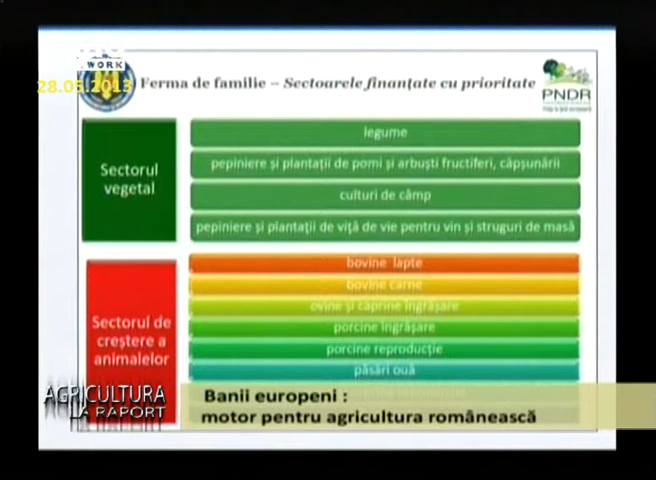 WORK
28.05.2013
Ferma de familie – Sectoarele finanțate cu prioritate
PNDR
Sectorul
vegetal
legume
pepiniere și plantații de pomi și arbuști fructiferi, căpșunării
culturi de câmp
pepiniere și plantații de viță de vie pentru vin și struguri de masă
Sectorul de
creștere a
animalelor
bovine lapte
bovine carne
ovine și caprine îngrășare
porcine îngrășare
porcine reproducție
păsări ouă
AGRICULTURA
LA RAPORT
Banii europeni :
motor pentru agricultura românească